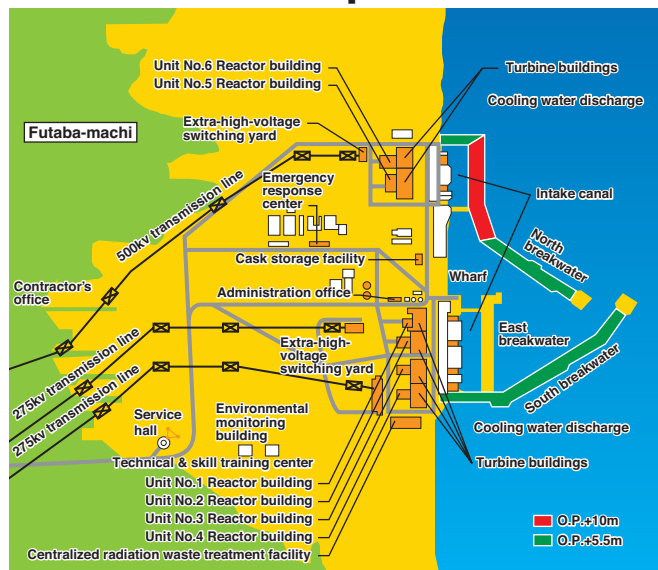 Unit No.6 Reactor building
Unit No.5 Reactor building
Turbine buildings
Cooling water discharge
Extra-high-voltage
switching yard
Futaba-machi
Emergency
response
center
Intake canal
500kv transmission line
North
breakwater
Cask storage facility
Wharf
Contractor's
office
Administration office
275kv transmission line
Extra-high-
voltage
switching yard
East
breakwater
275kv transmission line
South breakwater
Service
hall
Environmental
monitoring
building
Cooling water discharge
Technical & skill training center
Turbine buildings
Unit No.1 Reactor building
Unit No.2 Reactor building
Unit No.3 Reactor building
Unit No.4 Reactor building
Centralized radiation waste treatment facility
O.P.+10m
O.P.+5.5m